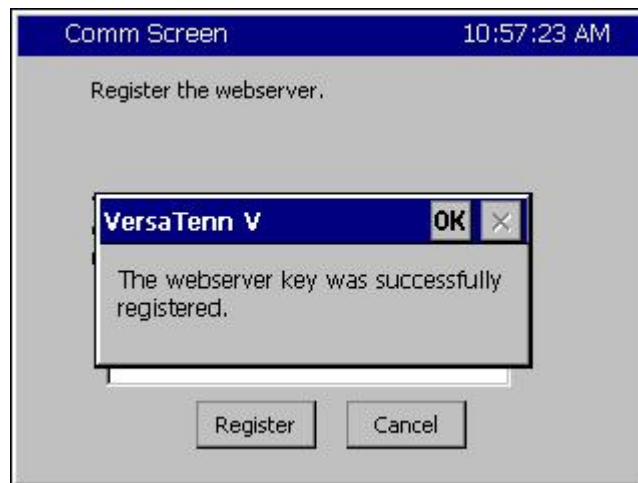 Comm Screen 10:57:23 AM
Register the webserver.
VersaTenn V OK
The webserver key was successfully
registered.
Register Cancel